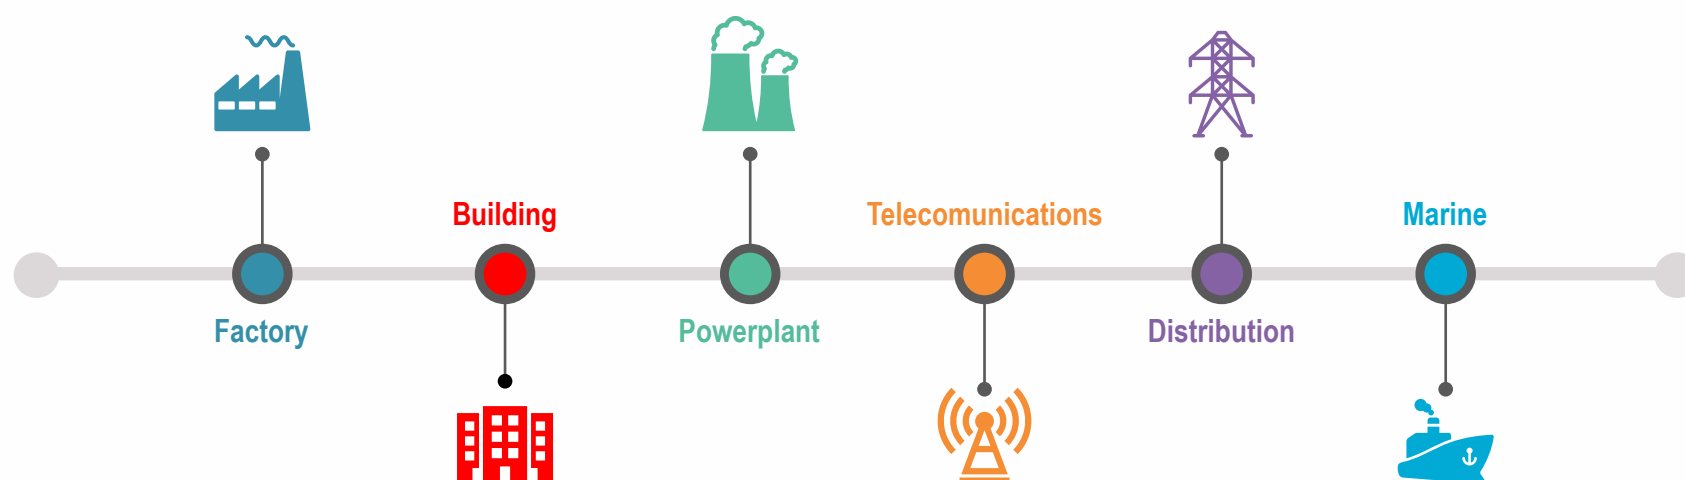 Building
Telecomunications
Marine
Factory
Powerplant
Distribution